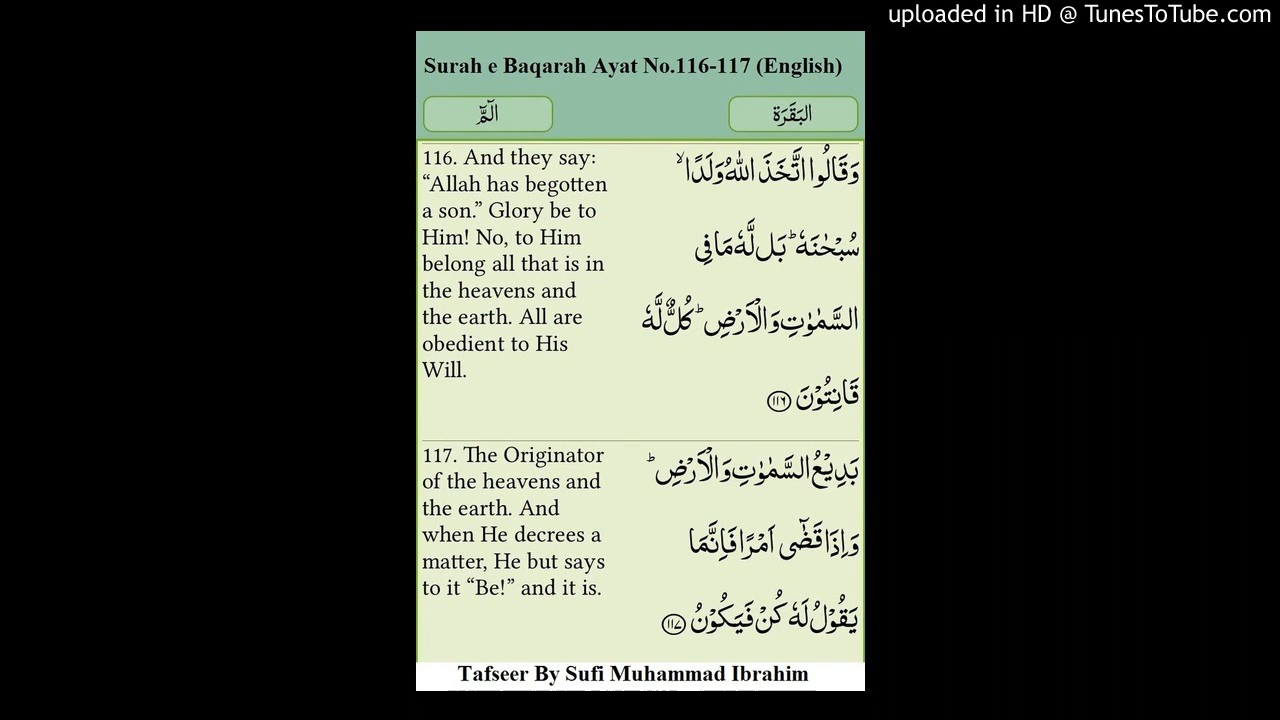 uploaded in HD @ TunesToTube.com
Surah e Baqarah Ayat No.116-117 (English)
الٓمّٓ
البَقَرَة
116. And they say:
“Allah has begotten
a son.” Glory be to
Him! No, to Him
belong all that is in
the heavens and
the earth. All are
obedient to His
Will.
وَقَالُوا اتَّخَذَ اللّٰهُ وَلَدًا ۙ
سُبْحٰنَهٗ ؕ بَل لَّهٗ مَا فِی
السَّمٰوٰتِ وَالْاَرْضِ ؕ كُلٌّ لَّهٗ
قَانِتُوْنَ ﴿۱۱۶﴾
117. The Originator
of the heavens and
the earth. And
when He decrees a
matter, He but says
to it “Be!” and it is.
بَدِیْعُ السَّمٰوٰتِ وَالْاَرْضِ ؕ
وَاِذَا قَضٰۤی اَمْرًا فَاِنَّمَا
یَقُوْلُ لَهٗ كُنْ فَیَكُوْنُ ﴿۱۱۷﴾
Tafseer By Sufi Muhammad Ibrahim